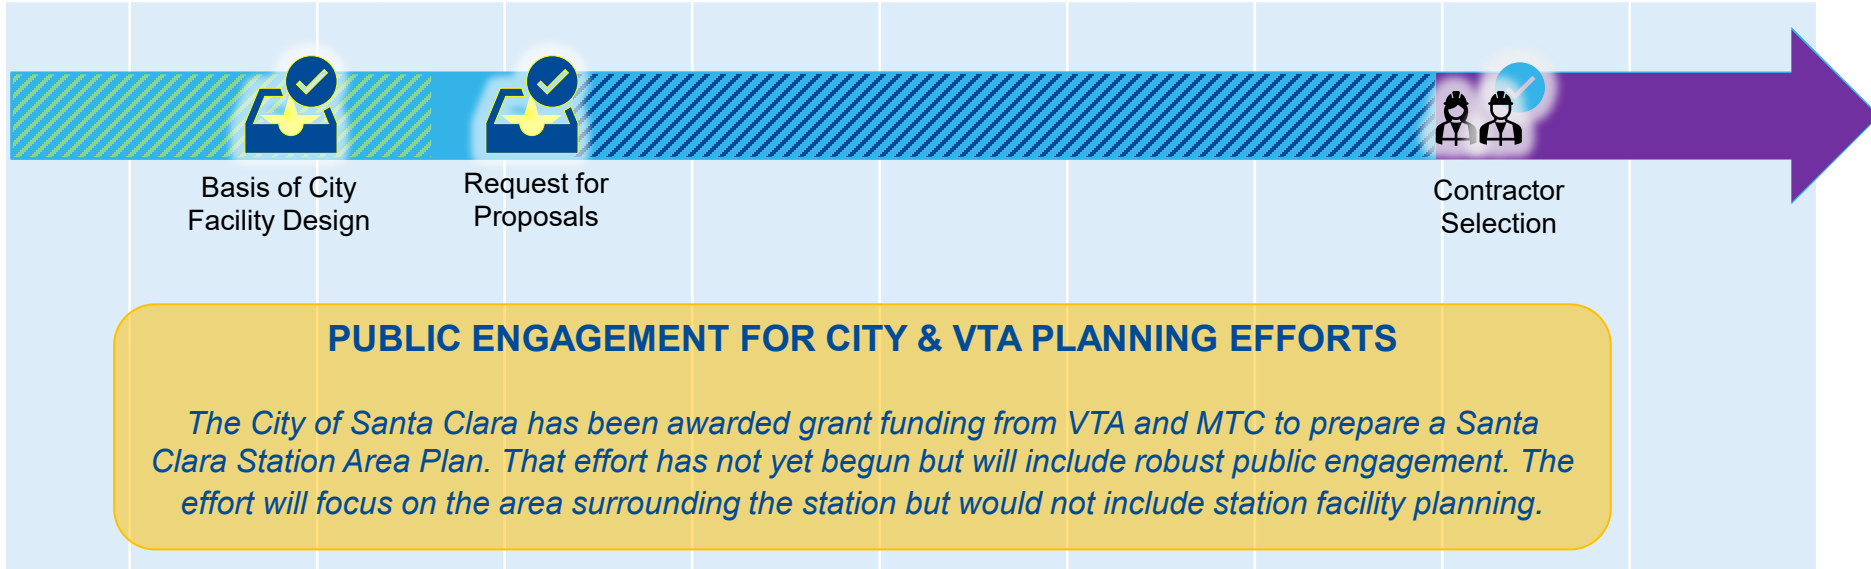 Basis of City
Facility Design
Request for
Proposals
Contractor
Selection
PUBLIC ENGAGEMENT FOR CITY & VTA PLANNING EFFORTS
The City of Santa Clara has been awarded grant funding from VTA and MTC to prepare a Santa
Clara Station Area Plan. That effort has not yet begun but will include robust public engagement. The
effort will focus on the area surrounding the station but would not include station facility planning.